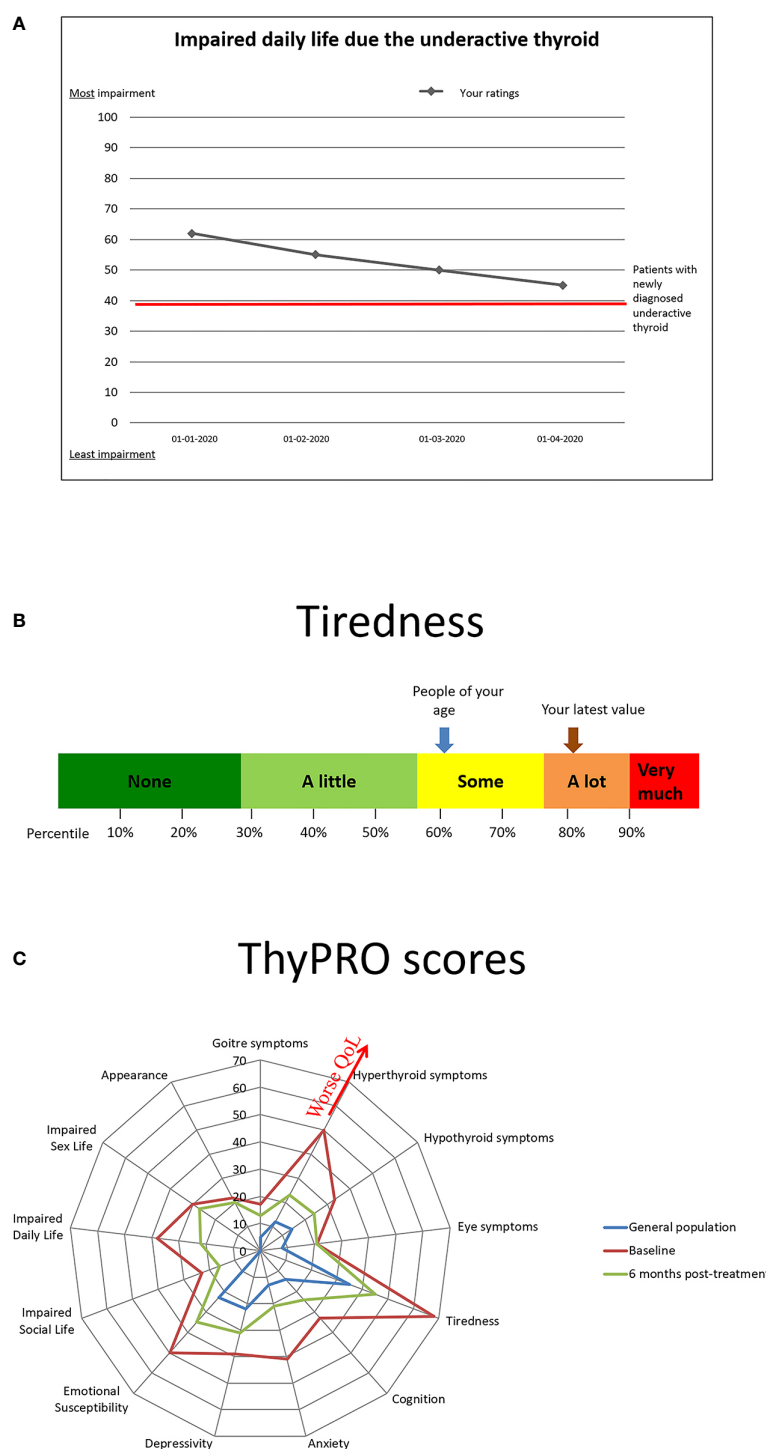 A
Impaired daily life due the underactive thyroid
Most impairment
Your ratings
100
90
80
70
60
50
40
30
20
10
0
Patients with
newly
diagnosed
underactive
thyroid
01-01-2020
01-02-2020
01-03-2020
01-04-2020
Least impairment
B
Tiredness
People of your
age
Your latest value
None
A little
Some
A lot
Very
much
Percentile
10%
20%
30%
40%
50%
60%
70%
80%
90%
C
ThyPRO scores
Goitre symptoms
Worse QoL
70
60
50
40
30
20
10
0
Hyperthyroid symptoms
Hypothyroid symptoms
Eye symptoms
Tiredness
Cognition
Anxiety
Depressivity
Emotional
Susceptibility
Impaired
Social Life
Impaired
Daily Life
Impaired
Sex Life
Appearance
General population
Baseline
6 months post-treatment